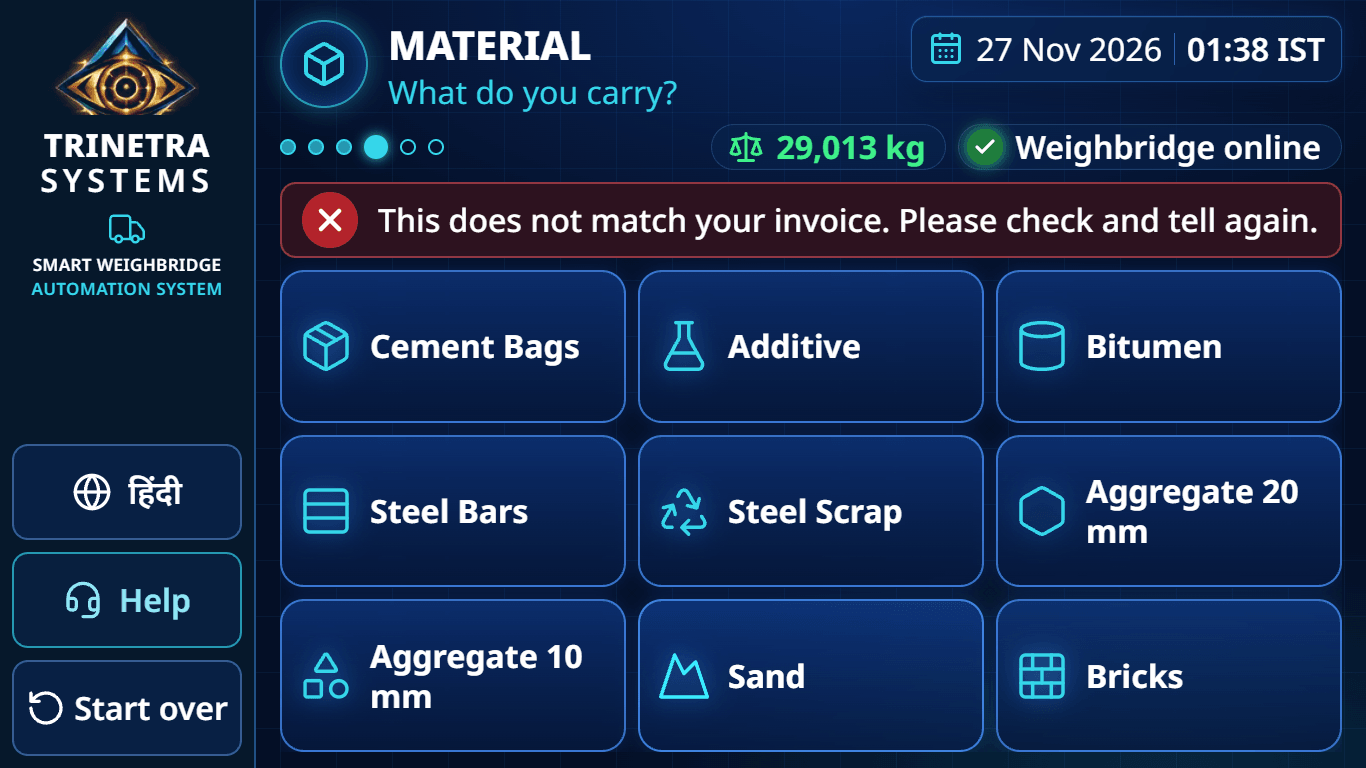 TRINETRA
SYSTEMS
SMART WEIGHBRIDGE
AUTOMATION SYSTEM
हिंदी
Help
Start over
MATERIAL
What do you carry?
27 Nov 2026 01:38 IST
29,013 kg
Weighbridge online
This does not match your invoice. Please check and tell again.
Cement Bags
Additive
Bitumen
Steel Bars
Steel Scrap
Aggregate 20
mm
Aggregate 10
mm
Sand
Bricks